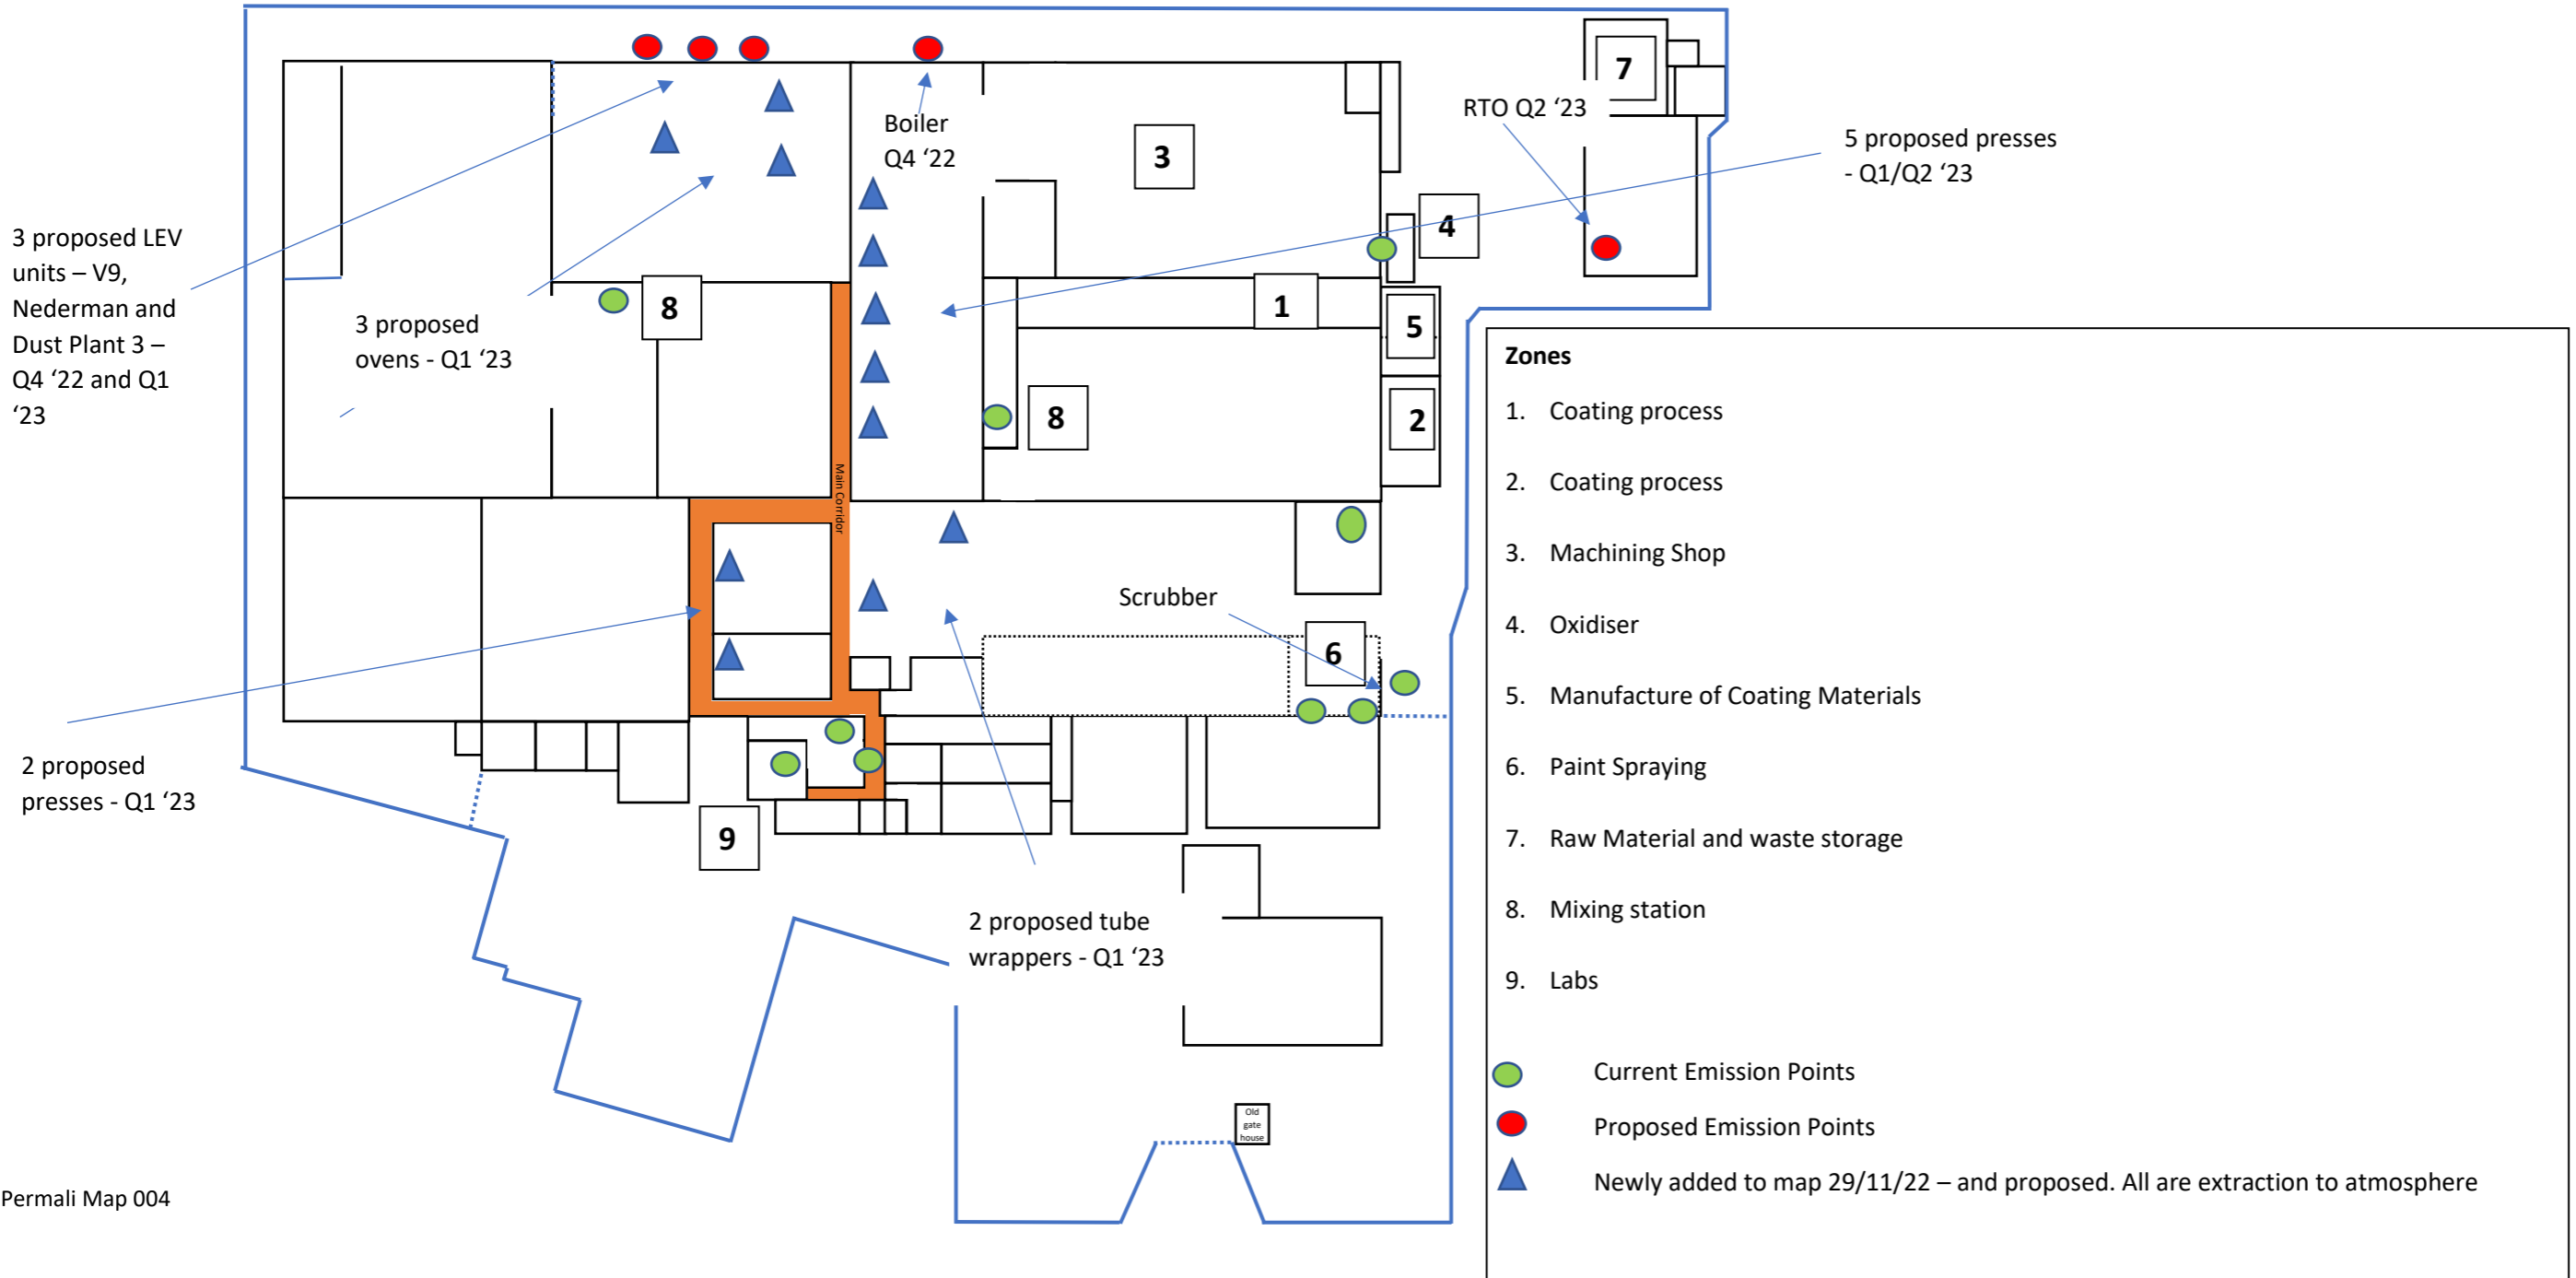 7
RTO Q2 ‘23
Boiler
Q4 ‘22
3
5 proposed presses
- Q1/Q2 ‘23
4
3 proposed LEV
units – V9,
Nederman and
Dust Plant 3 –
Q4 ‘22 and Q1
‘23
8
1
5
3 proposed
ovens - Q1 ‘23
8
2
Main Corridor
Scrubber
6
2 proposed
presses - Q1 ‘23
9
2 proposed tube
wrappers - Q1 ‘23
Old
gate
house
Permali Map 004
Zones
1. Coating process
2. Coating process
3. Machining Shop
4. Oxidiser
5. Manufacture of Coating Materials
6. Paint Spraying
7. Raw Material and waste storage
8. Mixing station
9. Labs
Current Emission Points
Proposed Emission Points
Newly added to map 29/11/22 – and proposed. All are extraction to atmosphere